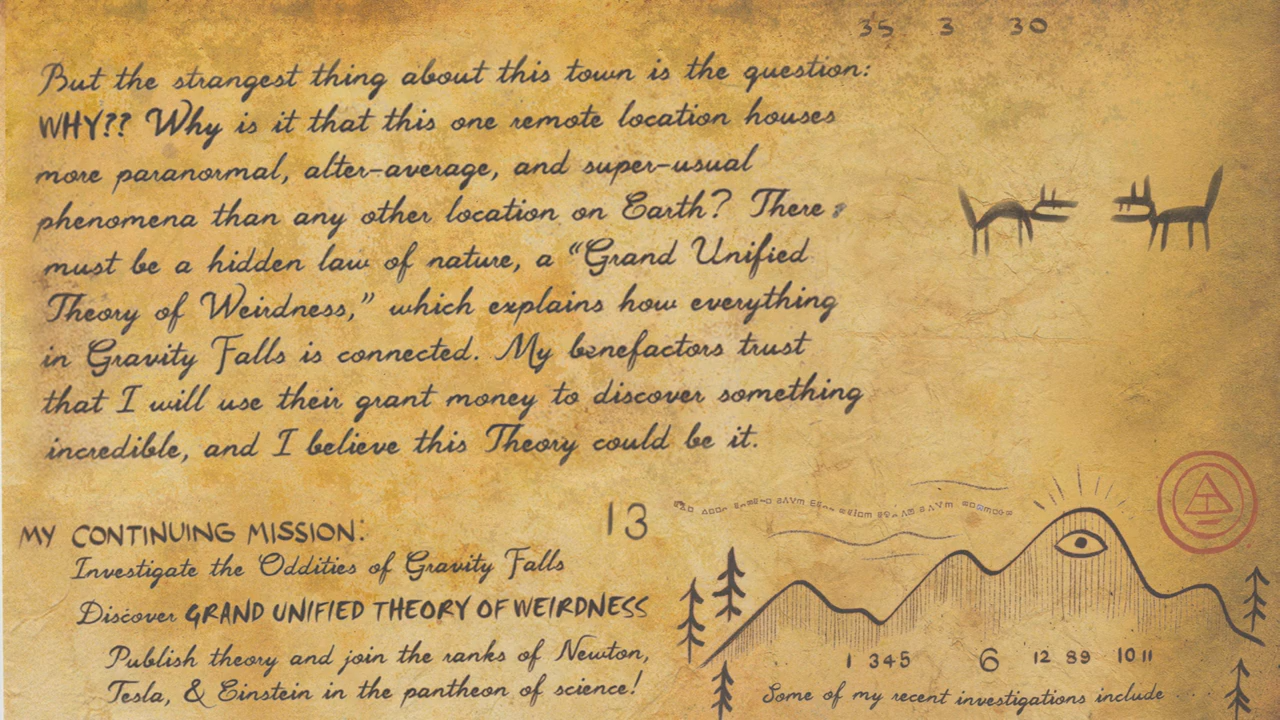 35 3 30
But the strangest thing about this town is the question:
WHY?? Why is it that this one remote location houses
more paranormal, alter-average, and super-usual
phenomena than any other location on Earth? There
must be a hidden law of nature, a “Grand Unified
Theory of Weirdness,” which explains how everything
in Gravity Falls is connected. My benefactors trust
that I will use their grant money to discover something
incredible, and I believe this Theory could be it.
MY CONTINUING MISSION:
13
Investigate the Oddities of Gravity Falls
Discover GRAND UNIFIED THEORY OF WEIRDNESS
Publish theory and join the ranks of Newton,
Tesla, & Einstein in the pantheon of science!
1 345 6 12 89 10 11
Some of my recent investigations include ....